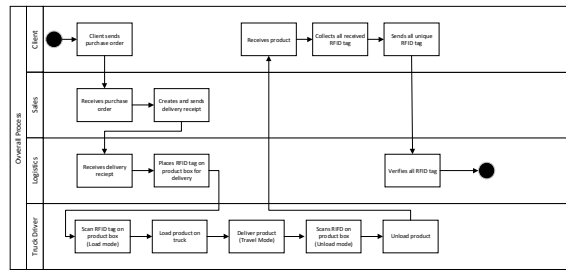 Ovverall Process
Client
Client sends
purchase order
Receives product
Collects all received
RFID tag
Sends all unique
RFID tag
Sales
Receives purchase
order
Creates and sends
delivery receipt
Logistics
Receives delivery
reciept
Places RFID tag on
product box for
delivery
Verifies all RFID tag
Truck Driver
Scan RFID tag on
product box
(Load mode)
Load product on
truck
Deliver product
(Travel Mode)
Scans RIFD on
product box
(Unload mode)
Unload product